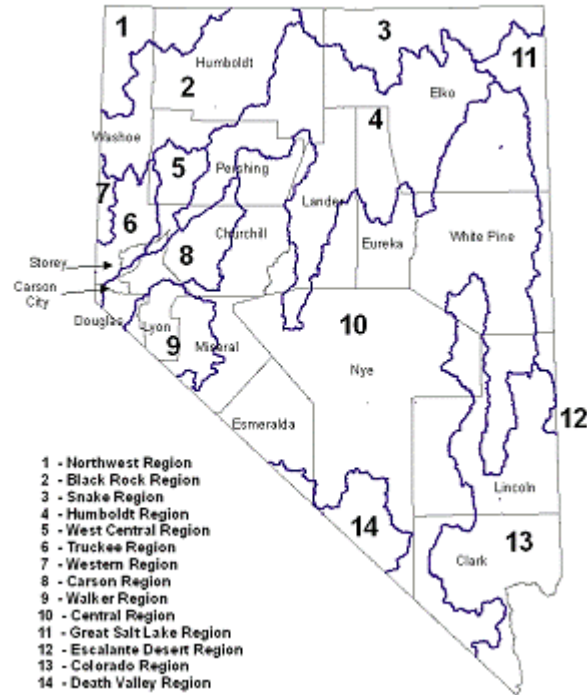 1
3
11
Humboldt
2
Elko
4
Washoe
5
Pershing
7
Lander
6
Churchill
White Pine
Storey
8
Eureka
Carson
City
10
Douglas
Lyon
9
Mineral
Nye
Esmeralda
12
Lincoln
14
13
Clark
1 - Northwest Region
2 - Black Rock Region
3 - Snake Region
4 - Humboldt Region
5 - West Central Region
6 - Truckee Region
7 - Western Region
8 - Carson Region
9 - Walker Region
10 - Central Region
11 - Great Salt Lake Region
12 - Escalante Desert Region
13 - Colorado Region
14 - Death Valley Region